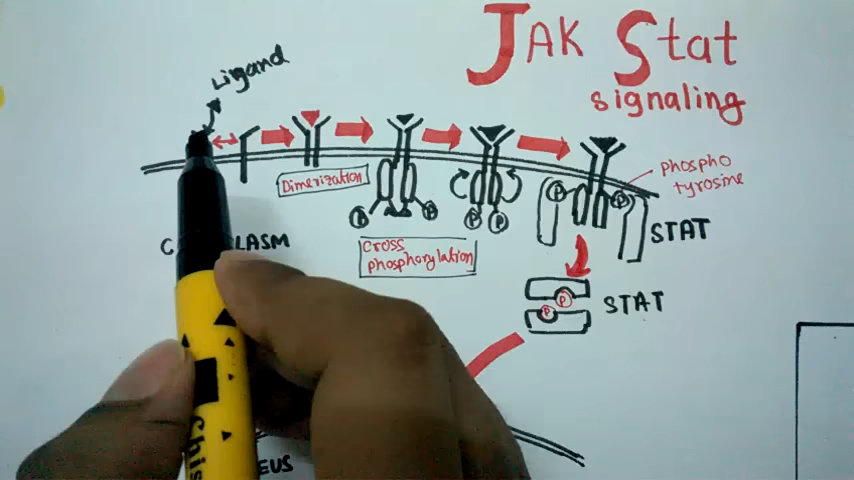 JAK Stat
signaling
Ligand
Dimerization
phospho
tyrosine
P
P
P
P
P
P
Cross
phosphorylation
STAT
P
P
STAT